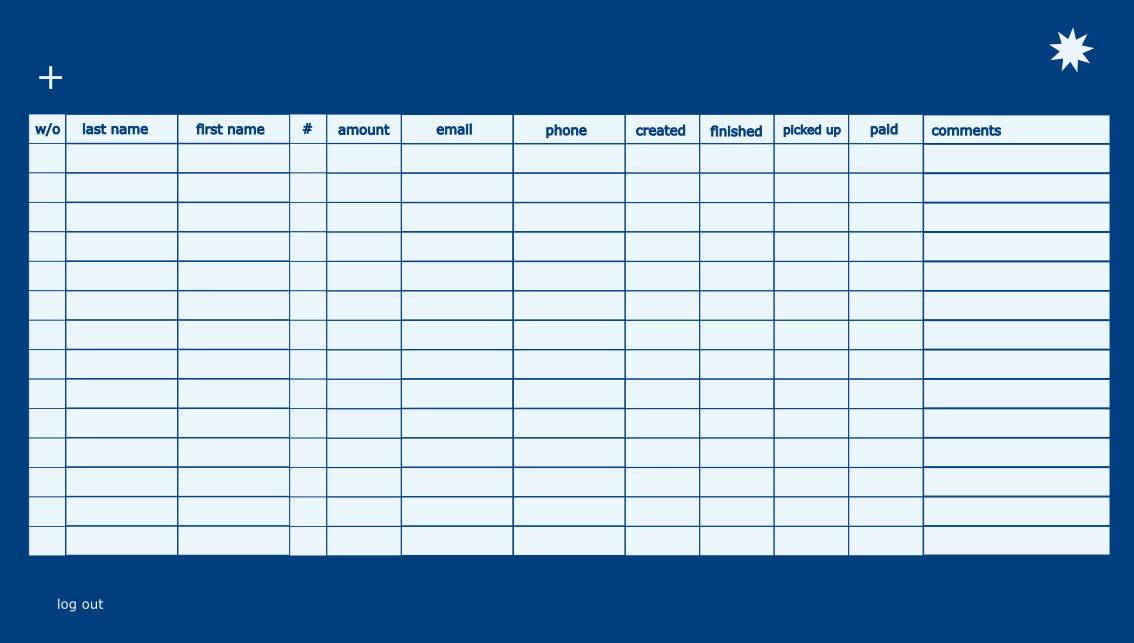 +
w/o last name first name # amount email phone created finished picked up paid comments
log out